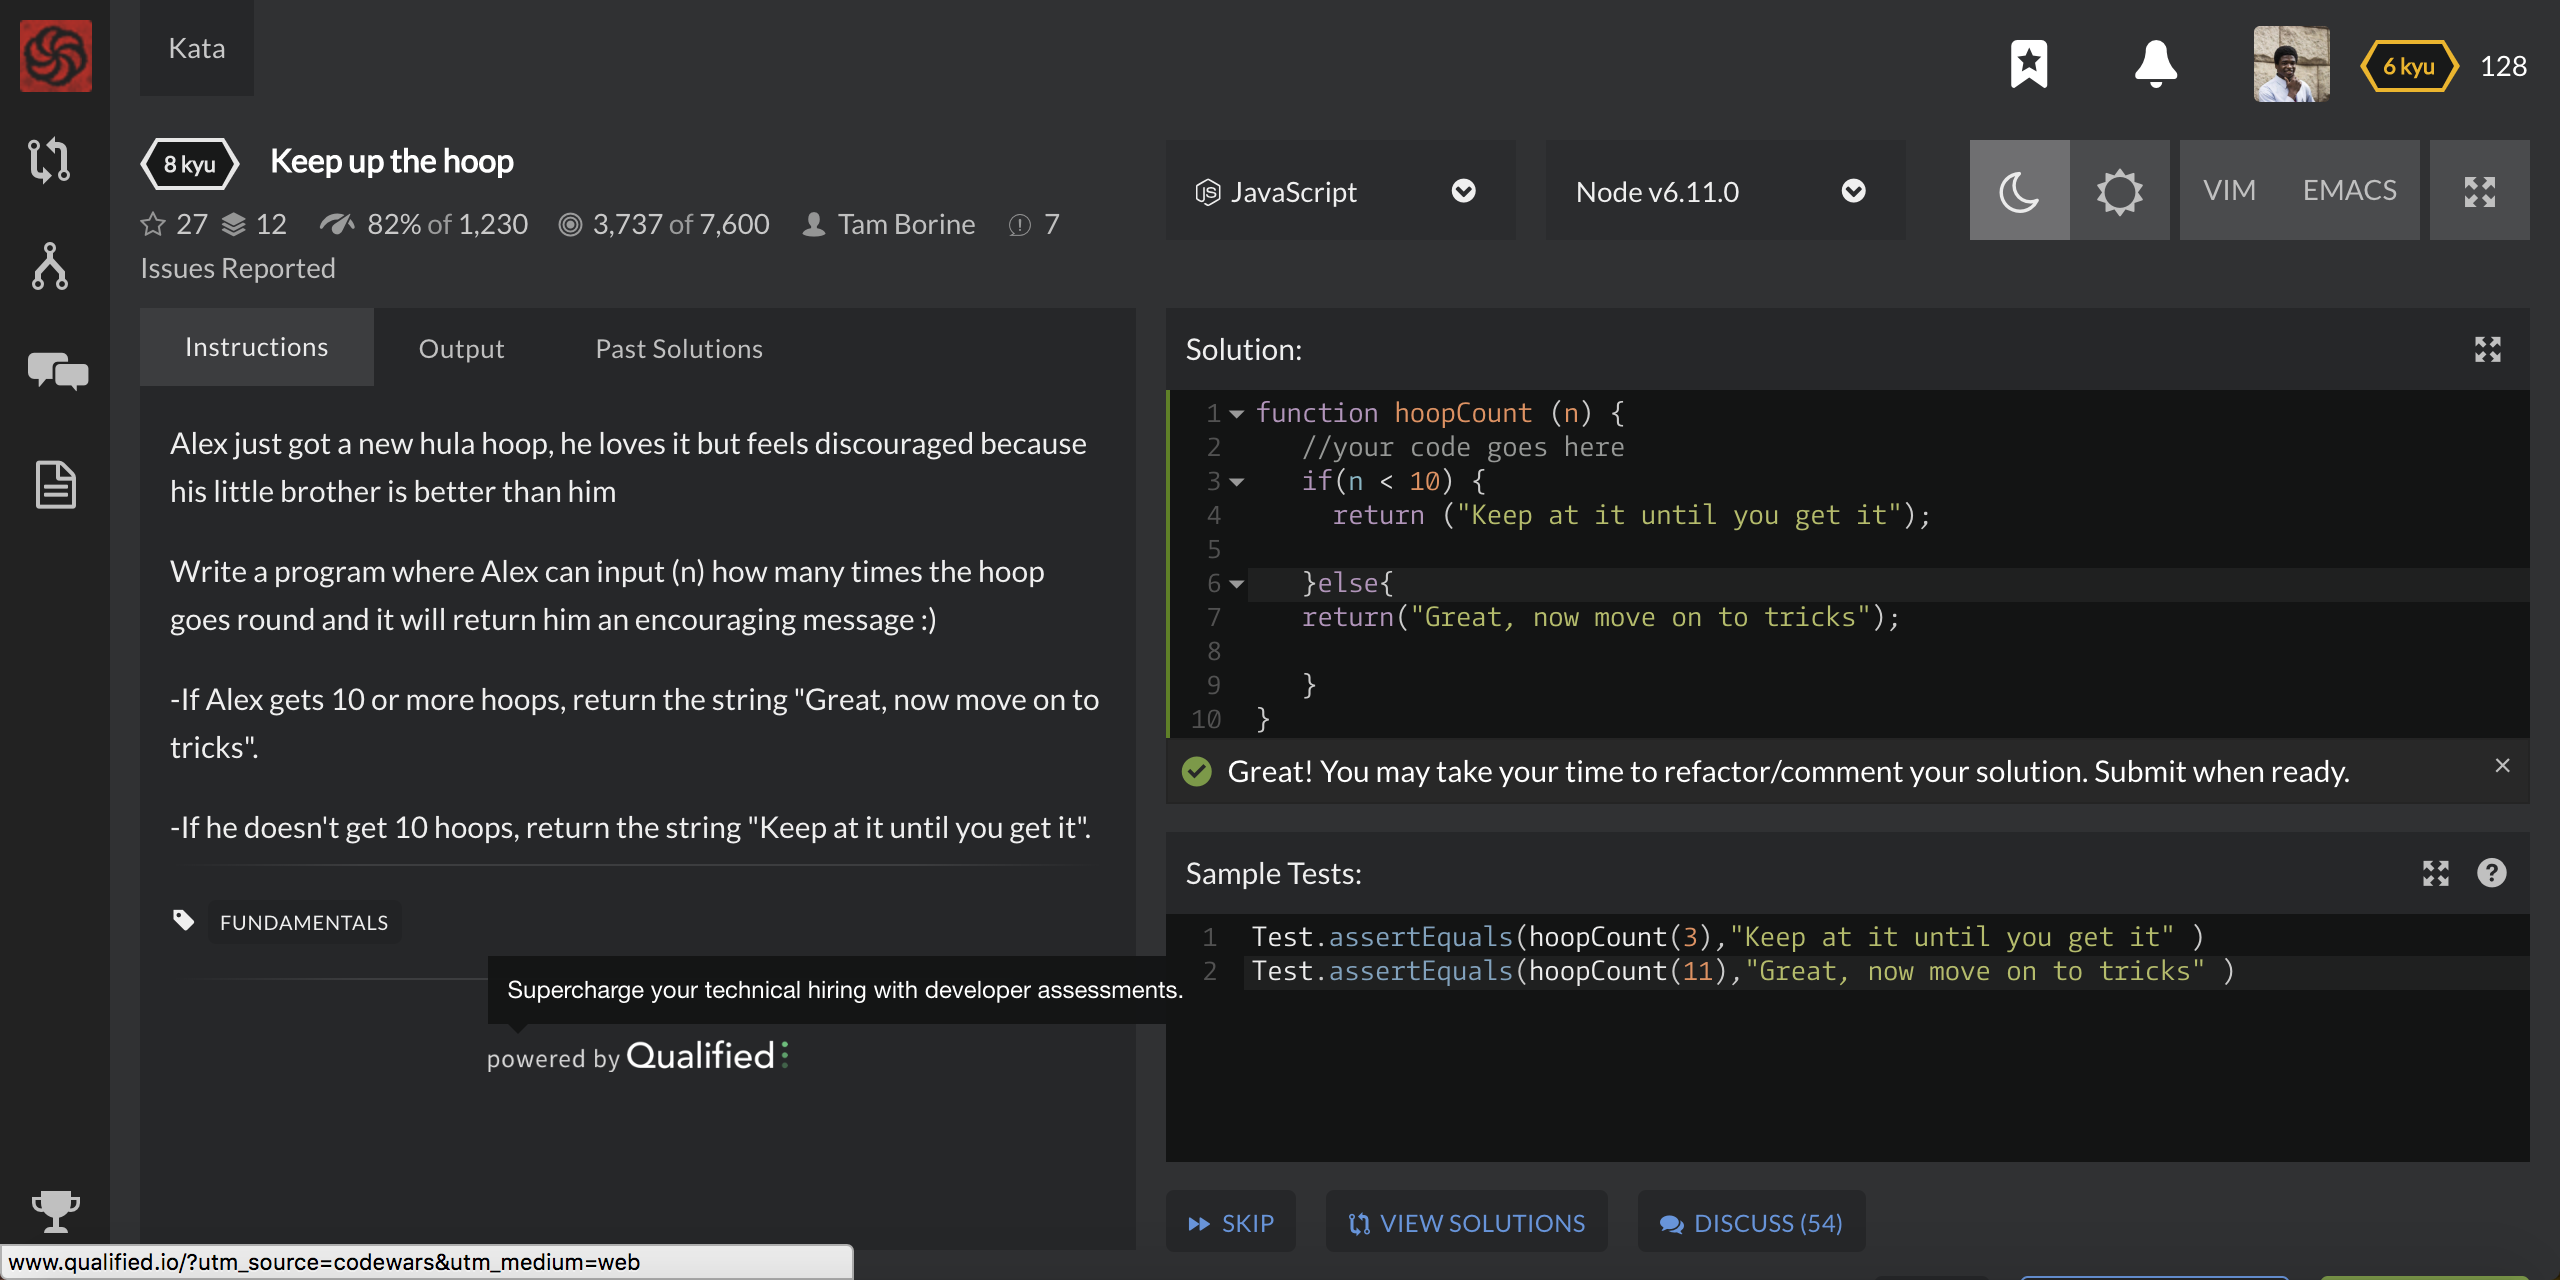 Kata
6 kyu 128
8 kyu Keep up the hoop
27 12 82% of 1,230 3,737 of 7,600 Tam Borine 7
Issues Reported
JavaScript
Node v6.11.0
VIM EMACS
Instructions Output Past Solutions
Alex just got a new hula hoop, he loves it but feels discouraged because
his little brother is better than him
Write a program where Alex can input (n) how many times the hoop
goes round and it will return him an encouraging message :)
-If Alex gets 10 or more hoops, return the string "Great, now move on to
tricks".
-If he doesn't get 10 hoops, return the string "Keep at it until you get it".
FUNDAMENTALS
Supercharge your technical hiring with developer assessments.
powered by Qualified
Solution:
1 function hoopCount (n) {
2 //your code goes here
3 if(n < 10) {
4 return ("Keep at it until you get it");
5
6 }else{
7 return("Great, now move on to tricks");
8
9 }
10 }
Great! You may take your time to refactor/comment your solution. Submit when ready.
Sample Tests:
1 Test.assertEquals(hoopCount(3),"Keep at it until you get it" )
2 Test.assertEquals(hoopCount(11),"Great, now move on to tricks" )
SKIP VIEW SOLUTIONS DISCUSS (54)
www.qualified.io/?utm_source=codewars&utm_medium=web